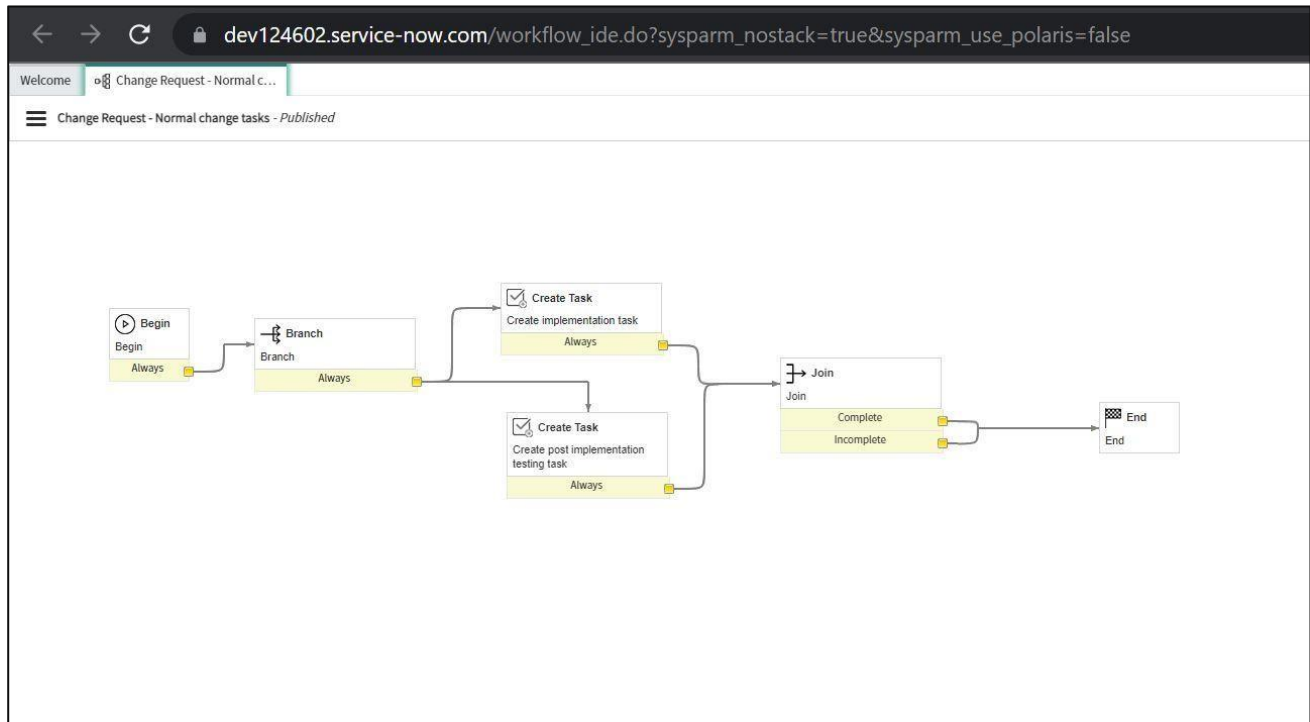 dev124602.service-now.com/workflow_ide.do?sysparm_nostack=true&sysparm_use_polaris=false
Welcome
Change Request - Normal c...
Change Request - Normal change tasks - Published
Begin
Begin
Always
Branch
Branch
Always
Create Task
Create implementation task
Always
Create Task
Create post implementation
testing task
Always
Join
Join
Complete
Incomplete
End
End